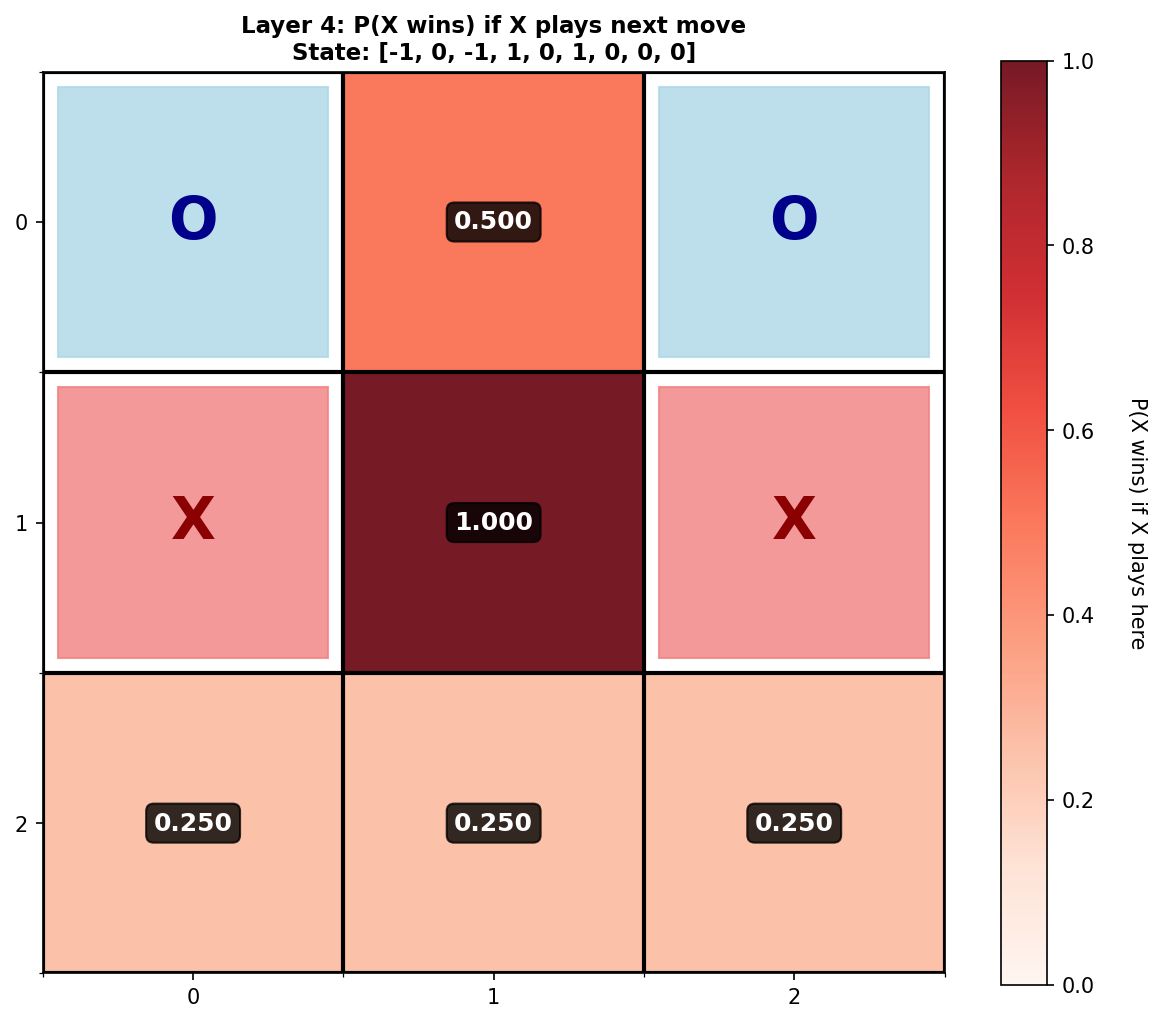 Layer 4: P(X wins) if X plays next move
State: [-1, 0, -1, 1, 0, 1, 0, 0, 0]
0
O
0.500
O
1
X
1.000
X
2
0.250
0.250
0.250
0
1
2
1.0
0.8
0.6
0.4
0.2
0.0
P(X wins) if X plays here